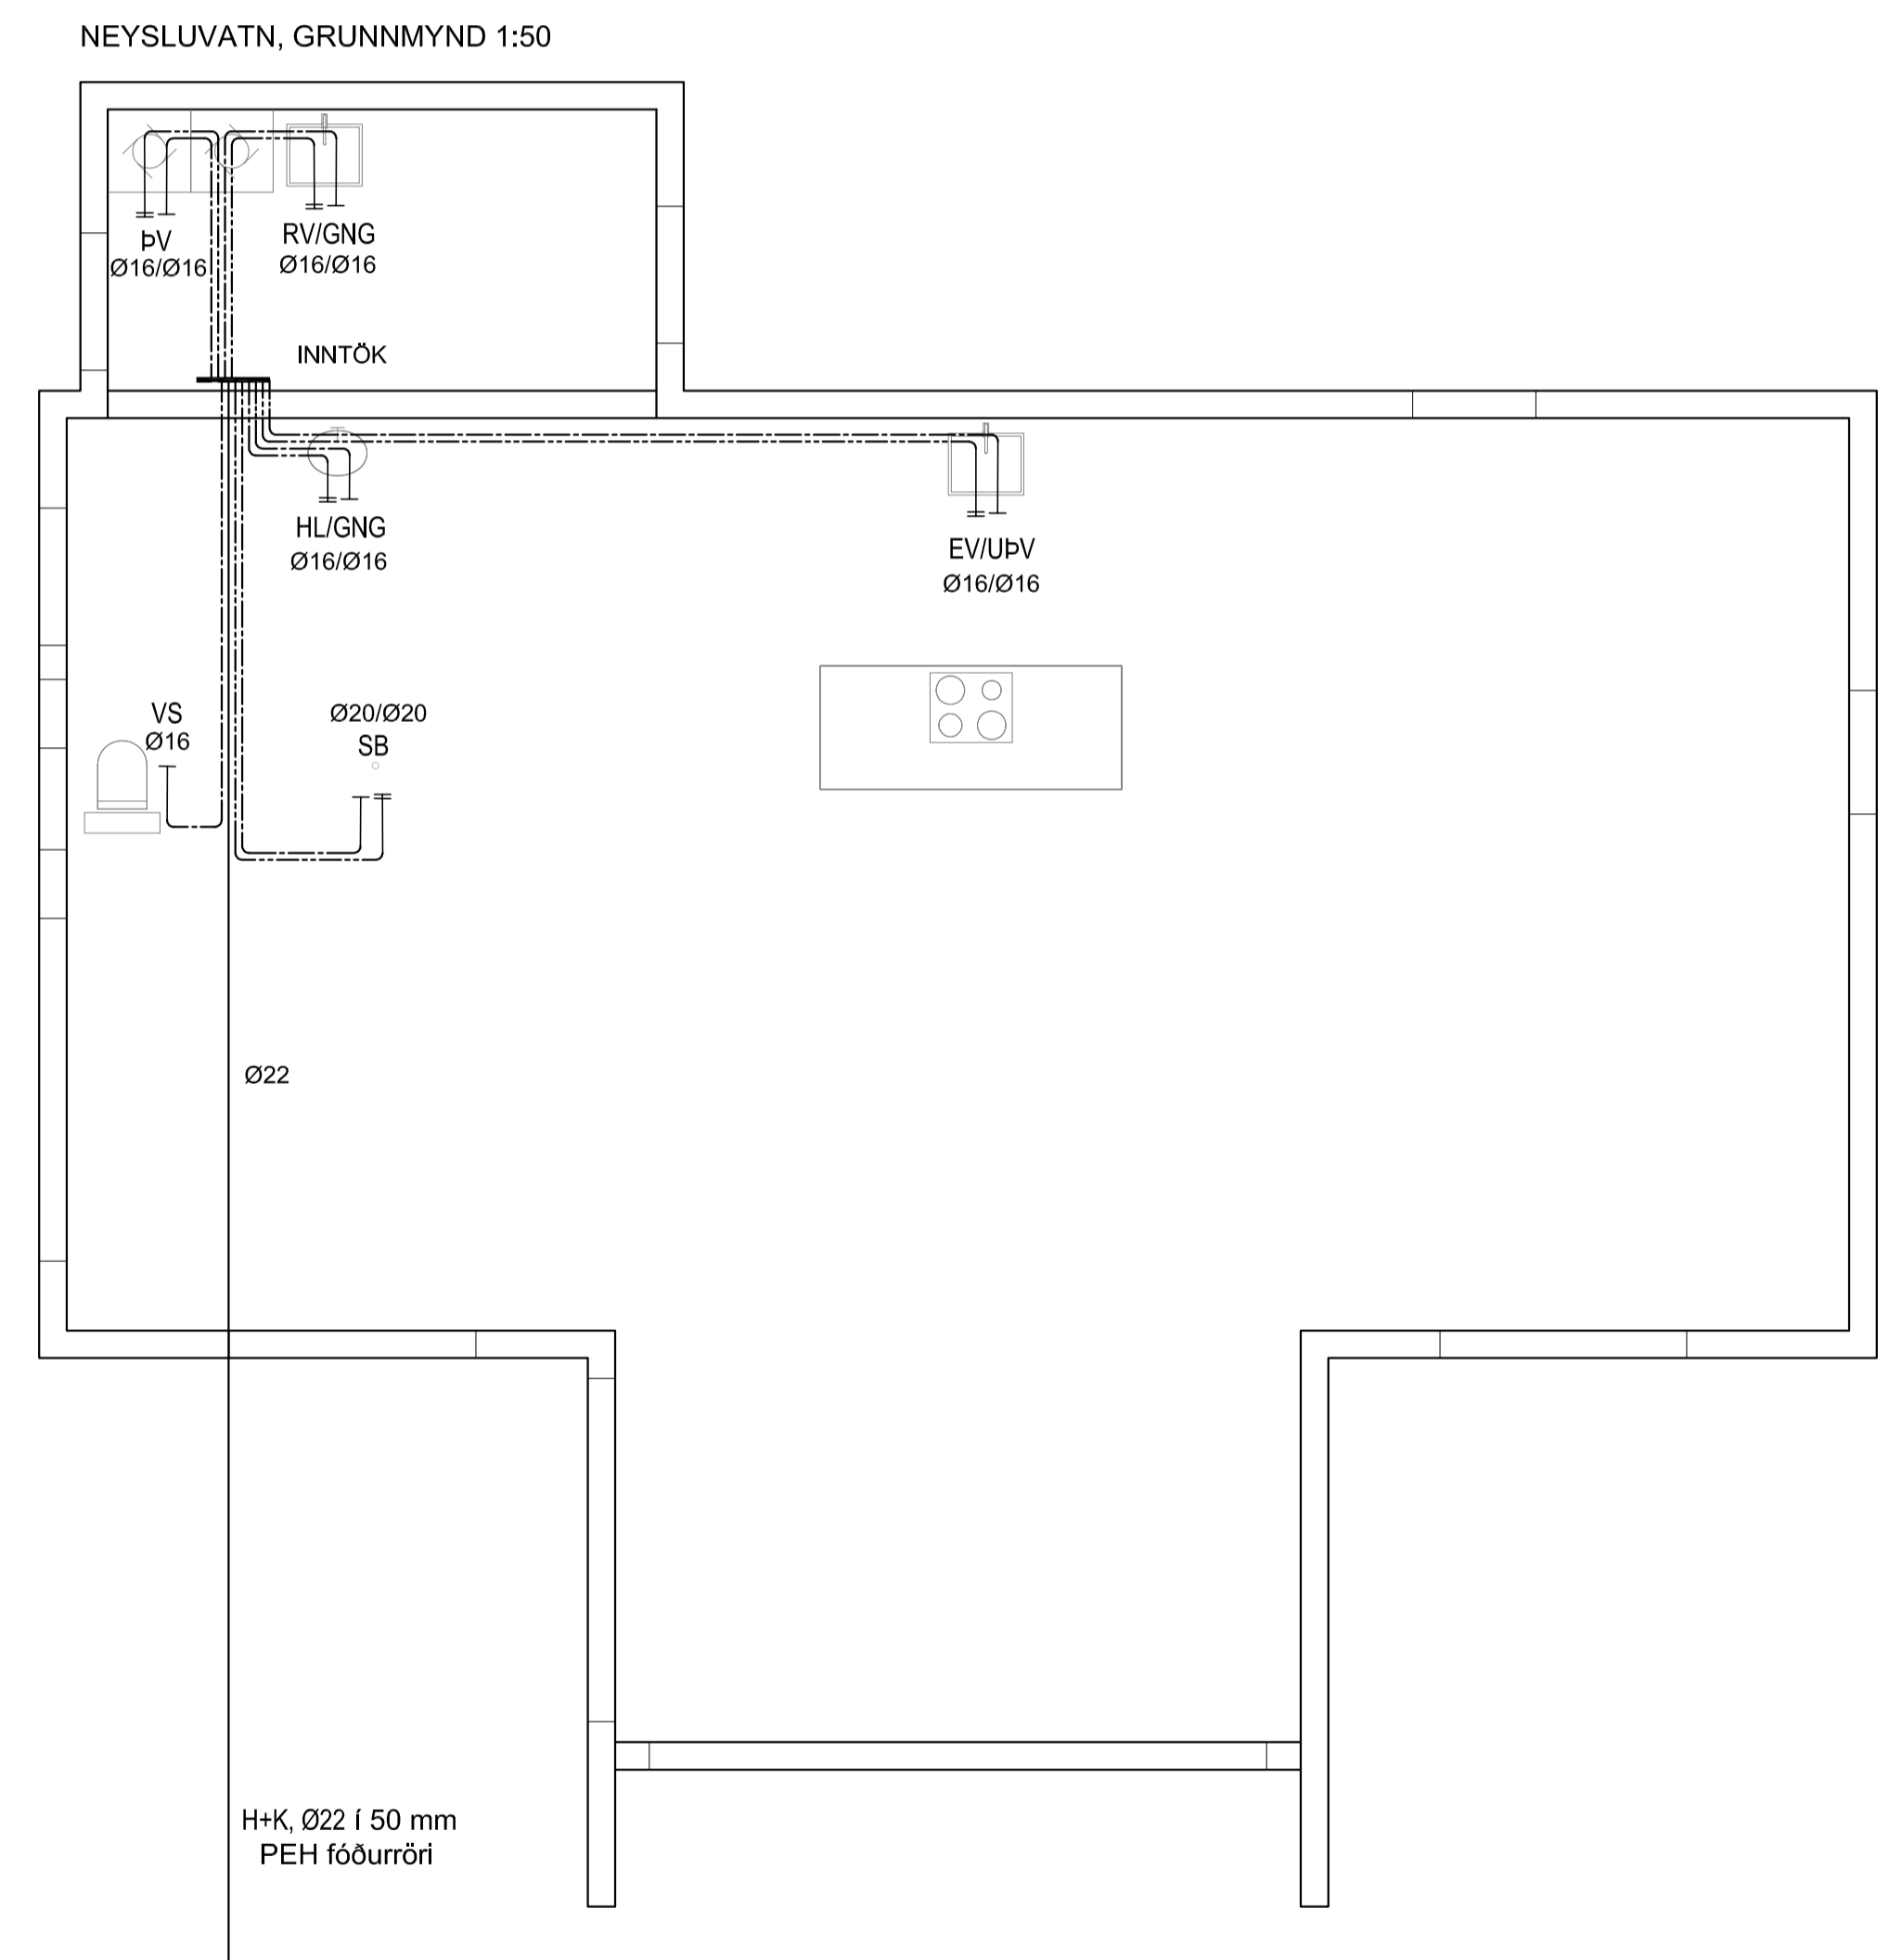 NEYSLUVATN, GRUNNMYND 1:50
ÞV
Ø16/Ø16
RV/GNG
Ø16/Ø16
INNTÖK
HL/GNG
Ø16/Ø16
EV/UÞV
Ø16/Ø16
VS
Ø16
Ø20/Ø20
SB
Ø22
H+K, Ø22 í 50 mm
PEH fóðurröri